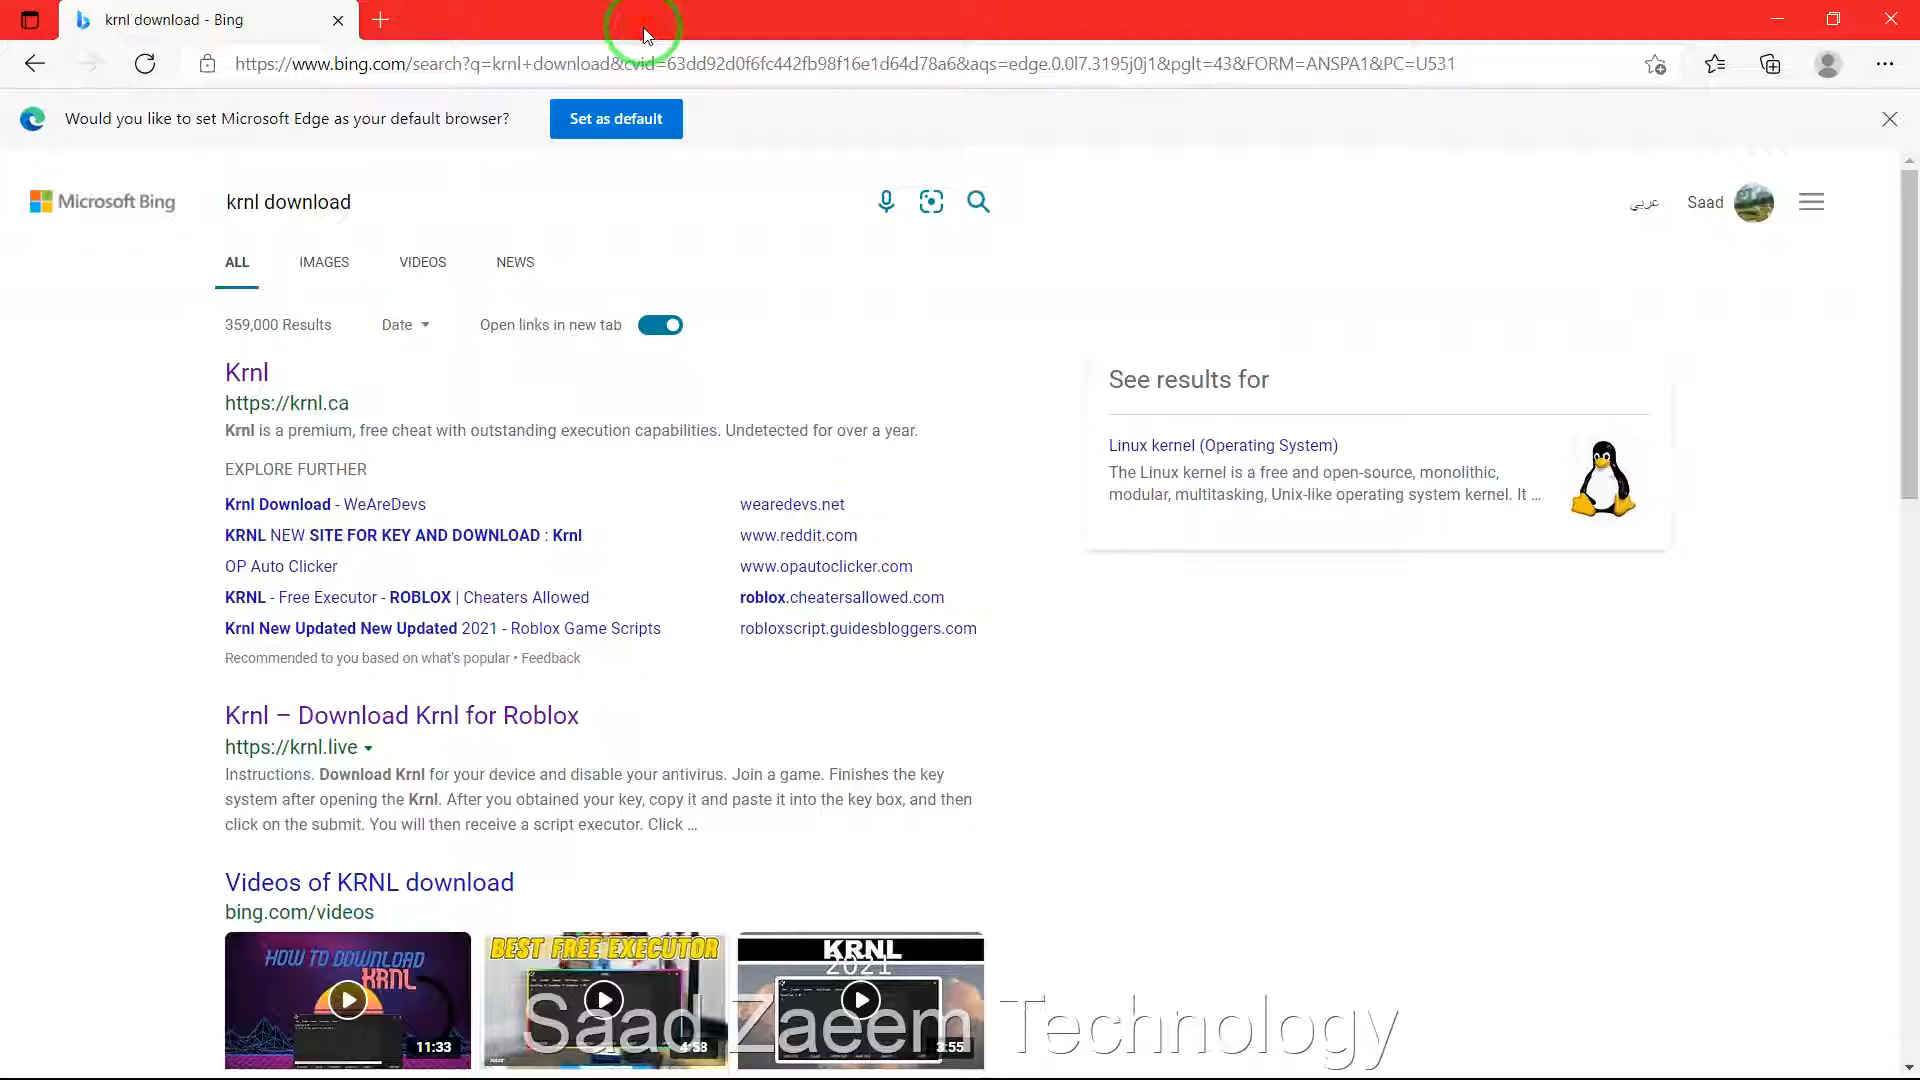 krnl download - Bing
https://www.bing.com/search?q=krnl+download&cvid=63dd92d0f6fc442fb98f16e1d64d78a6&aqs=edge.0.0l7.3195j0j1&pglt=43&FORM=ANSPA1&PC=U531
Would you like to set Microsoft Edge as your default browser?
Set as default
Microsoft Bing
krnl download
عربي
Saad
ALL
IMAGES
VIDEOS
NEWS
359,000 Results
Date
Open links in new tab
Krnl
https://krnl.ca
Krnl is a premium, free cheat with outstanding execution capabilities. Undetected for over a year.
EXPLORE FURTHER
Krnl Download - WeAreDevs
wearedevs.net
KRNL NEW SITE FOR KEY AND DOWNLOAD : Krnl
www.reddit.com
OP Auto Clicker
www.opautoclicker.com
KRNL - Free Executor - ROBLOX | Cheaters Allowed
roblox.cheatersallowed.com
Krnl New Updated New Updated 2021 - Roblox Game Scripts
robloxscript.guidesbloggers.com
Recommended to you based on what's popular • Feedback
See results for
Linux kernel (Operating System)
The Linux kernel is a free and open-source, monolithic,
modular, multitasking, Unix-like operating system kernel. It ...
Krnl – Download Krnl for Roblox
https://krnl.live
Instructions. Download Krnl for your device and disable your antivirus. Join a game. Finishes the key
system after opening the Krnl. After you obtained your key, copy it and paste it into the key box, and then
click on the submit. You will then receive a script executor. Click ...
Videos of KRNL download
bing.com/videos
HOW TO DOWNLOAD
KRNL
11:33
BEST FREE EXECUTOR
4:58
KRNL
2021
3:55
Saad Zaeem Technology